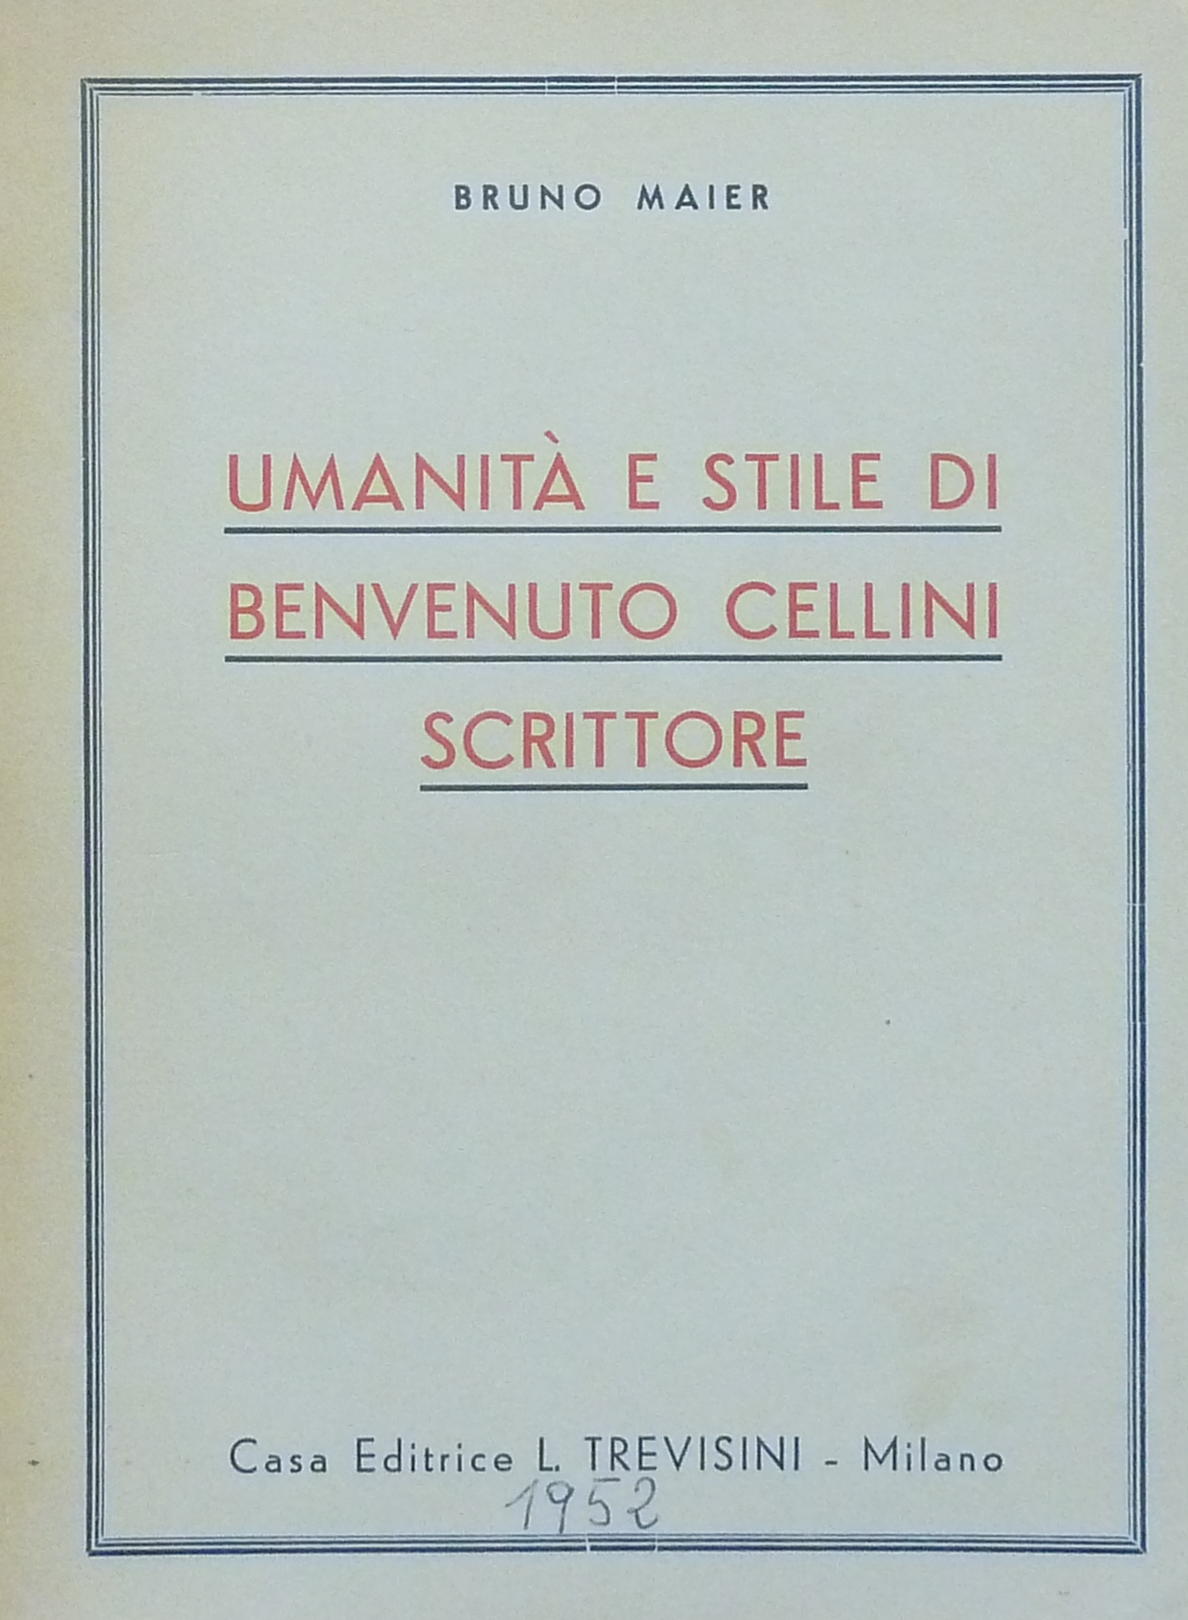 BRUNO MAIER
UMANITÀ E STILE DI
BENVENUTO CELLINI
SCRITTORE
Casa Editrice L. TREVISINI - Milano
1952